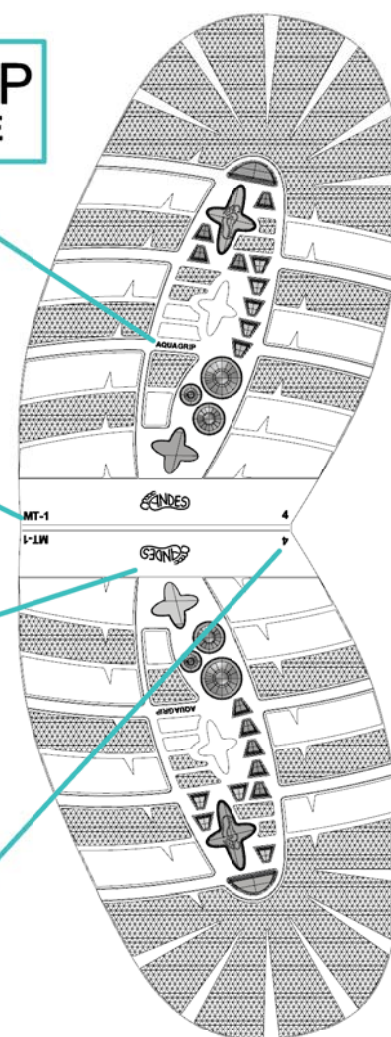 P
E
AQUAGRIP
ANDES
MT-1
4
MT-1
4
ANDES
AQUAGRIP